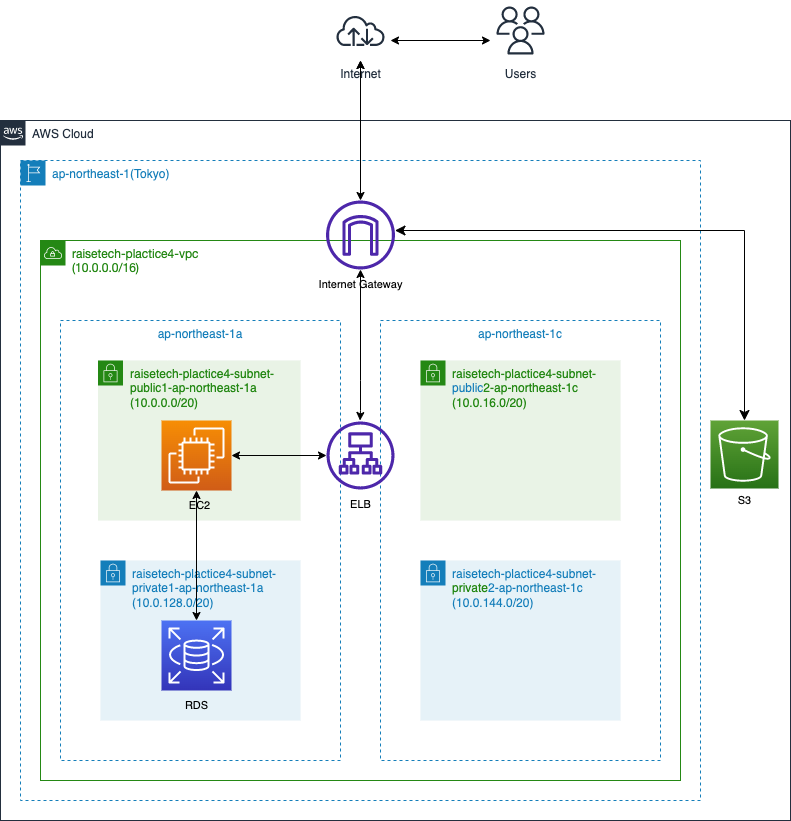 Internet
Users
aws
AWS Cloud
ap-northeast-1(Tokyo)
raisetech-plactice4-vpc
(10.0.0.0/16)
Internet Gateway
ap-northeast-1a
ap-northeast-1c
raisetech-plactice4-subnet-
public1-ap-northeast-1a
(10.0.0.0/20)
raisetech-plactice4-subnet-
public2-ap-northeast-1c
(10.0.16.0/20)
EC2
ELB
S3
raisetech-plactice4-subnet-
private1-ap-northeast-1a
(10.0.128.0/20)
raisetech-plactice4-subnet-
private2-ap-northeast-1c
(10.0.144.0/20)
RDS